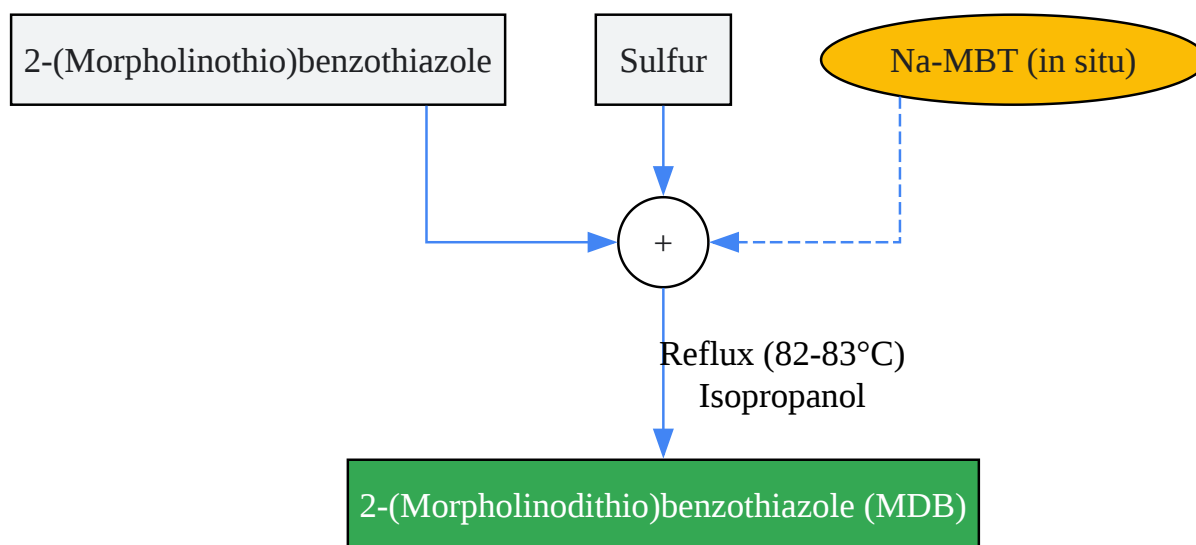 2-(Morpholinothio)benzothiazole
Sulfur
Na-MBT (in situ)
+
Reflux (82-83°C)
Isopropanol
2-(Morpholinodithio)benzothiazole (MDB)